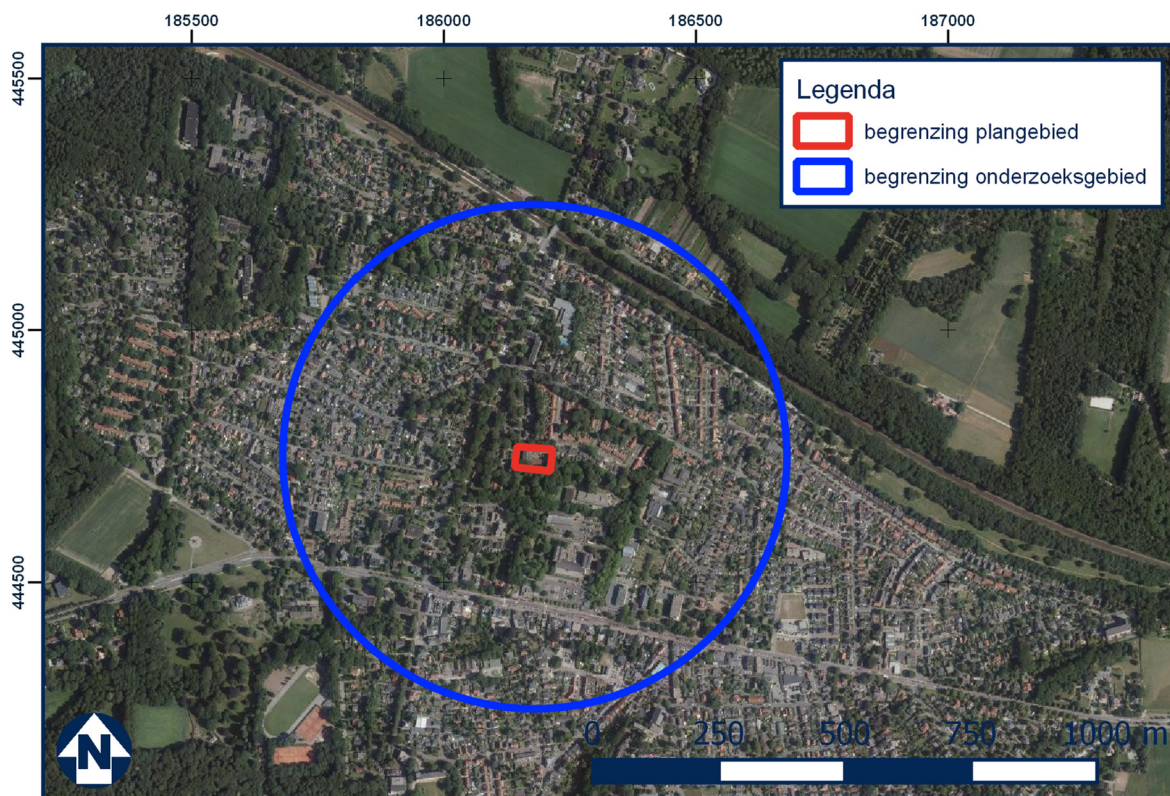 185500 186000 186500 187000
445500
445000
444500
Legenda
begrenzing plangebied
begrenzing onderzoeksgebied
N
0 250 500 750 1000 m